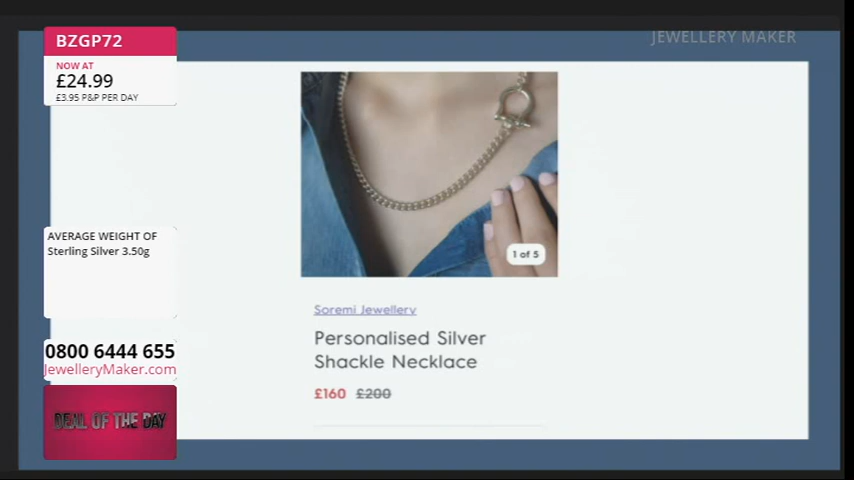 JEWELLERY MAKER
BZGP72
NOW AT
£24.99
£3.95 P&P PER DAY
AVERAGE WEIGHT OF
Sterling Silver 3.50g
0800 6444 655
JewelleryMaker.com
DEAL OF THE DAY
1 of 5
Soremi Jewellery
Personalised Silver
Shackle Necklace
£160 £200